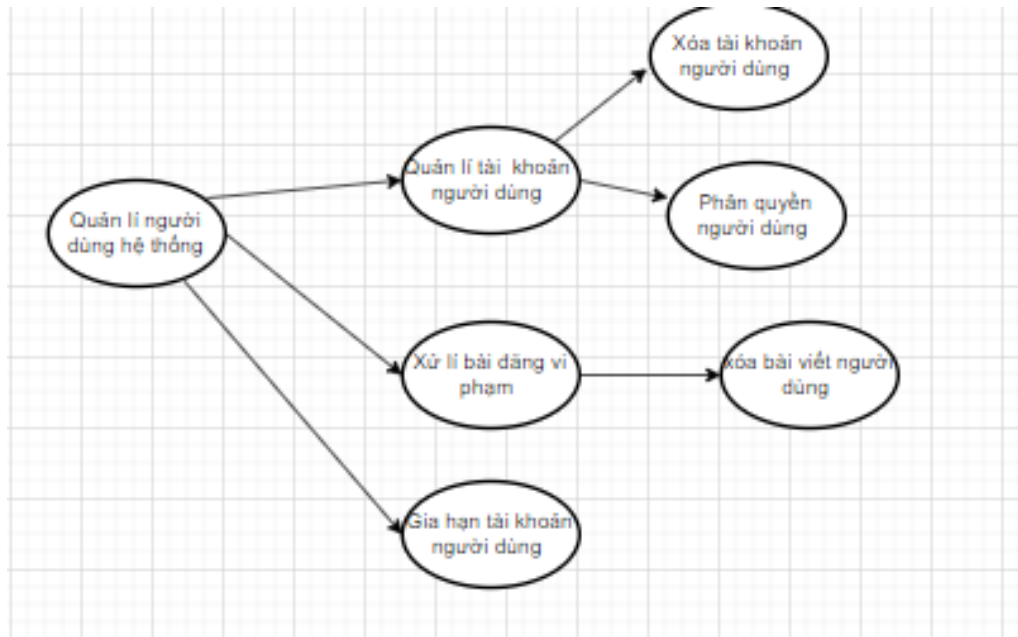 Xóa tài khoản
người dùng
Quản lí tài khoản
người dùng
Phân quyền
người dùng
Quản lí người
dùng hệ thống
Xử lí bài đăng vi
phạm
xóa bài viết người
dùng
Gia hạn tài khoản
người dùng